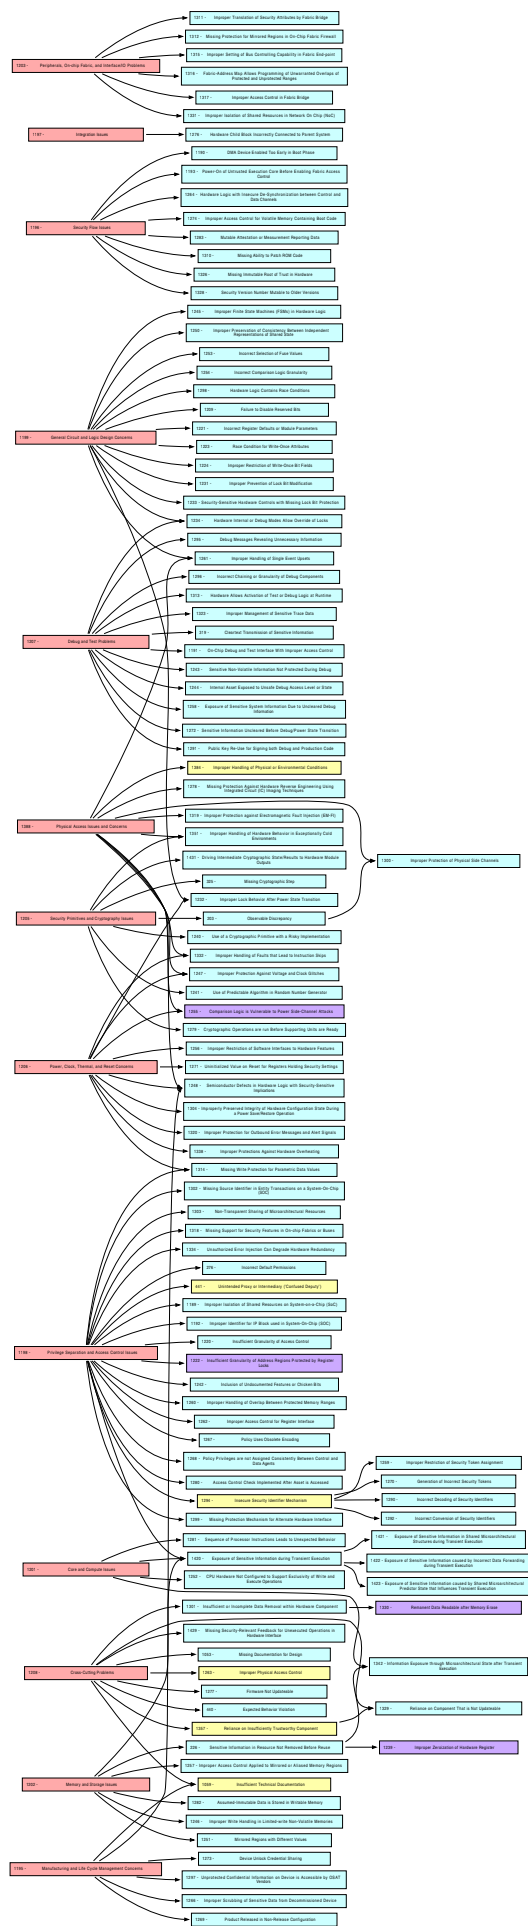 1311 - Improper Translation of Security Attributes by Fabric Bridge
1312 - Missing Protection for Mirrored Regions in On-Chip Fabric Firewall
1315 - Improper Setting of Bus Controlling Capability in Fabric End-point
1203 - Peripherals, On-chip Fabric, and Interface/IO Problems
1316 - Fabric-Address Map Allows Programming of Unwarranted Overlaps of
Protected and Unprotected Ranges
1317 - Improper Access Control in Fabric Bridge
1331 - Improper Isolation of Shared Resources in Network On Chip (NoC)
1197 - Integration Issues
1276 - Hardware Child Block Incorrectly Connected to Parent System
1190 - DMA Device Enabled Too Early in Boot Phase
1193 - Power-On of Untrusted Execution Core Before Enabling Fabric Access
Control
1264 - Hardware Logic with Insecure De-Synchronization between Control and
Data Channels
1274 - Improper Access Control for Volatile Memory Containing Boot Code
1196 - Security Flow Issues
1283 - Mutable Attestation or Measurement Reporting Data
1310 - Missing Ability to Patch ROM Code
1326 - Missing Immutable Root of Trust in Hardware
1328 - Security Version Number Mutable to Older Versions
1245 - Improper Finite State Machines (FSMs) in Hardware Logic
1250 - Improper Preservation of Consistency Between Independent
Representations of Shared State
1253 - Incorrect Selection of Fuse Values
1254 - Incorrect Comparison Logic Granularity
1298 - Hardware Logic Contains Race Conditions
1209 - Failure to Disable Reserved Bits
1221 - Incorrect Register Defaults or Module Parameters
1199 - General Circuit and Logic Design Concerns
1223 - Race Condition for Write-Once Attributes
1224 - Improper Restriction of Write-Once Bit Fields
1231 - Improper Prevention of Lock Bit Modification
1233 - Security-Sensitive Hardware Controls with Missing Lock Bit Protection
1234 - Hardware Internal or Debug Modes Allow Override of Locks
1295 - Debug Messages Revealing Unnecessary Information
1261 - Improper Handling of Single Event Upsets
1296 - Incorrect Chaining or Granularity of Debug Components
1313 - Hardware Allows Activation of Test or Debug Logic at Runtime
1323 - Improper Management of Sensitive Trace Data
319 - Cleartext Transmission of Sensitive Information
1207 - Debug and Test Problems
1191 - On-Chip Debug and Test Interface With Improper Access Control
1243 - Sensitive Non-Volatile Information Not Protected During Debug
1244 - Internal Asset Exposed to Unsafe Debug Access Level or State
1258 - Exposure of Sensitive System Information Due to Uncleared Debug
Information
1272 - Sensitive Information Uncleared Before Debug/Power State Transition
1291 - Public Key Re-Use for Signing both Debug and Production Code
1384 - Improper Handling of Physical or Environmental Conditions
1278 - Missing Protection Against Hardware Reverse Engineering Using
Integrated Circuit (IC) Imaging Techniques
1319 - Improper Protection against Electromagnetic Fault Injection (EM-FI)
1388 - Physical Access Issues and Concerns
1351 - Improper Handling of Hardware Behavior in Exceptionally Cold
Environments
1431 - Driving Intermediate Cryptographic State/Results to Hardware Module
Outputs
1300 - Improper Protection of Physical Side Channels
325 - Missing Cryptographic Step
1232 - Improper Lock Behavior After Power State Transition
1205 - Security Primitives and Cryptography Issues
203 - Observable Discrepancy
1240 - Use of a Cryptographic Primitive with a Risky Implementation
1332 - Improper Handling of Faults that Lead to Instruction Skips
1247 - Improper Protection Against Voltage and Clock Glitches
1241 - Use of Predictable Algorithm in Random Number Generator
1255 - Comparison Logic is Vulnerable to Power Side-Channel Attacks
1279 - Cryptographic Operations are run Before Supporting Units are Ready
1256 - Improper Restriction of Software Interfaces to Hardware Features
1206 - Power, Clock, Thermal, and Reset Concerns
1271 - Uninitialized Value on Reset for Registers Holding Security Settings
1248 - Semiconductor Defects in Hardware Logic with Security-Sensitive
Implications
1304 - Improperly Preserved Integrity of Hardware Configuration State During
a Power Save/Restore Operation
1320 - Improper Protection for Outbound Error Messages and Alert Signals
1338 - Improper Protections Against Hardware Overheating
1314 - Missing Write Protection for Parametric Data Values
1302 - Missing Source Identifier in Entity Transactions on a System-On-Chip
(SOC)
1303 - Non-Transparent Sharing of Microarchitectural Resources
1318 - Missing Support for Security Features in On-chip Fabrics or Buses
1334 - Unauthorized Error Injection Can Degrade Hardware Redundancy
276 - Incorrect Default Permissions
441 - Unintended Proxy or Intermediary ('Confused Deputy')
1189 - Improper Isolation of Shared Resources on System-on-a-Chip (SoC)
1192 - Improper Identifier for IP Block used in System-On-Chip (SOC)
1220 - Insufficient Granularity of Access Control
1198 - Privilege Separation and Access Control Issues
1222 - Insufficient Granularity of Address Regions Protected by Register
Locks
1242 - Inclusion of Undocumented Features or Chicken Bits
1260 - Improper Handling of Overlap Between Protected Memory Ranges
1262 - Improper Access Control for Register Interface
1267 - Policy Uses Obsolete Encoding
1268 - Policy Privileges are not Assigned Consistently Between Control and
Data Agents
1259 - Improper Restriction of Security Token Assignment
1280 - Access Control Check Implemented After Asset is Accessed
1270 - Generation of Incorrect Security Tokens
1294 - Insecure Security Identifier Mechanism
1290 - Incorrect Decoding of Security Identifiers
1299 - Missing Protection Mechanism for Alternate Hardware Interface
1292 - Incorrect Conversion of Security Identifiers
1281 - Sequence of Processor Instructions Leads to Unexpected Behavior
1421 - Exposure of Sensitive Information in Shared Microarchitectural
Structures during Transient Execution
1420 - Exposure of Sensitive Information during Transient Execution
1422 - Exposure of Sensitive Information caused by Incorrect Data Forwarding
during Transient Execution
1201 - Core and Compute Issues
1252 - CPU Hardware Not Configured to Support Exclusivity of Write and
Execute Operations
1423 - Exposure of Sensitive Information caused by Shared Microarchitectural
Predictor State that Influences Transient Execution
1301 - Insufficient or Incomplete Data Removal within Hardware Component
1330 - Remanent Data Readable after Memory Erase
1429 - Missing Security-Relevant Feedback for Unexecuted Operations in
Hardware Interface
1053 - Missing Documentation for Design
1342 - Information Exposure through Microarchitectural State after Transient
Execution
1208 - Cross-Cutting Problems
1263 - Improper Physical Access Control
1277 - Firmware Not Updateable
440 - Expected Behavior Violation
1329 - Reliance on Component That is Not Updateable
1357 - Reliance on Insufficiently Trustworthy Component
226 - Sensitive Information in Resource Not Removed Before Reuse
1239 - Improper Zeroization of Hardware Register
1257 - Improper Access Control Applied to Mirrored or Aliased Memory Regions
1202 - Memory and Storage Issues
1059 - Insufficient Technical Documentation
1282 - Assumed-Immutable Data is Stored in Writable Memory
1246 - Improper Write Handling in Limited-write Non-Volatile Memories
1251 - Mirrored Regions with Different Values
1273 - Device Unlock Credential Sharing
1195 - Manufacturing and Life Cycle Management Concerns
1297 - Unprotected Confidential Information on Device is Accessible by OSAT
Vendors
1266 - Improper Scrubbing of Sensitive Data from Decommissioned Device
1269 - Product Released in Non-Release Configuration